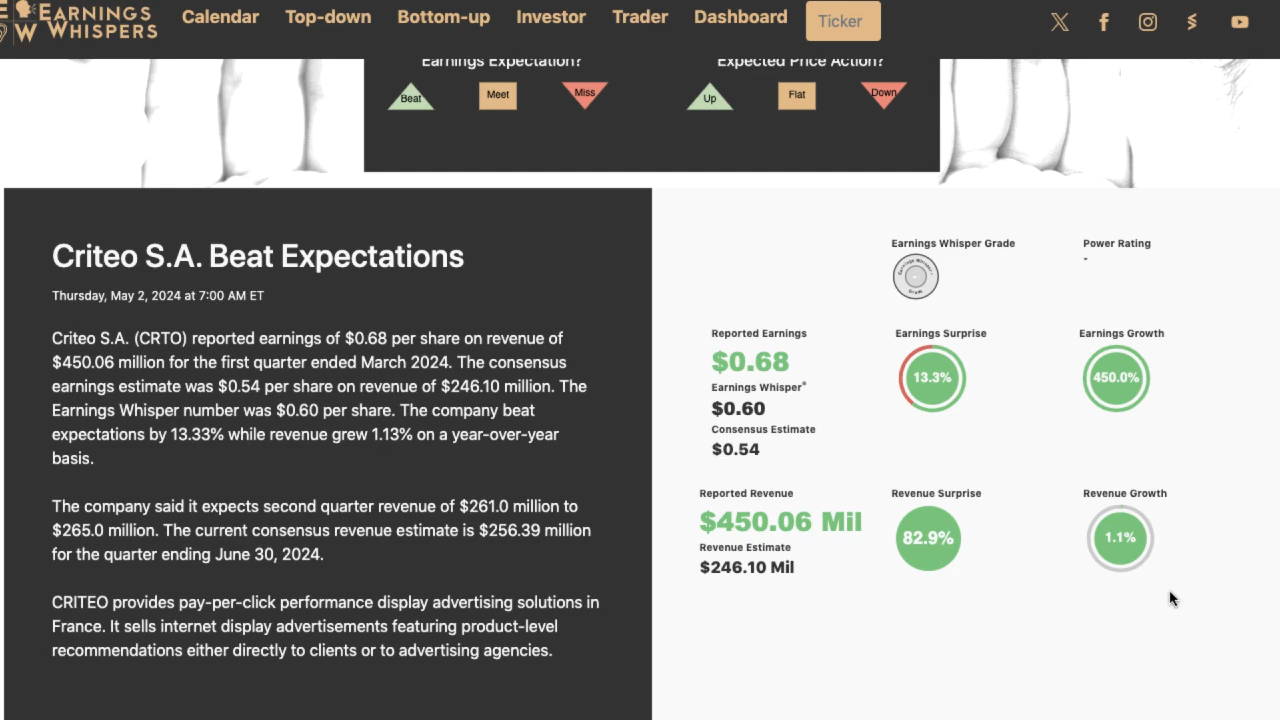 EARNINGS
WHISPERS
Calendar Top-down Bottom-up Investor Trader Dashboard Ticker
Earnings Expectation? Expected Price Action?
Beat Meet Miss Up Flat Down
Criteo S.A. Beat Expectations
Thursday, May 2, 2024 at 7:00 AM ET
Criteo S.A. (CRTO) reported earnings of $0.68 per share on revenue of
$450.06 million for the first quarter ended March 2024. The consensus
earnings estimate was $0.54 per share on revenue of $246.10 million. The
Earnings Whisper number was $0.60 per share. The company beat
expectations by 13.33% while revenue grew 1.13% on a year-over-year
basis.
The company said it expects second quarter revenue of $261.0 million to
$265.0 million. The current consensus revenue estimate is $256.39 million
for the quarter ending June 30, 2024.
CRITEO provides pay-per-click performance display advertising solutions in
France. It sells internet display advertisements featuring product-level
recommendations either directly to clients or to advertising agencies.
Earnings Whisper Grade Power Rating
Earnings Whisper
Grade
-
Reported Earnings Earnings Surprise Earnings Growth
$0.68
13.3% 450.0%
Earnings Whisper®
$0.60
Consensus Estimate
$0.54
Reported Revenue Revenue Surprise Revenue Growth
$450.06 Mil
82.9% 1.1%
Revenue Estimate
$246.10 Mil